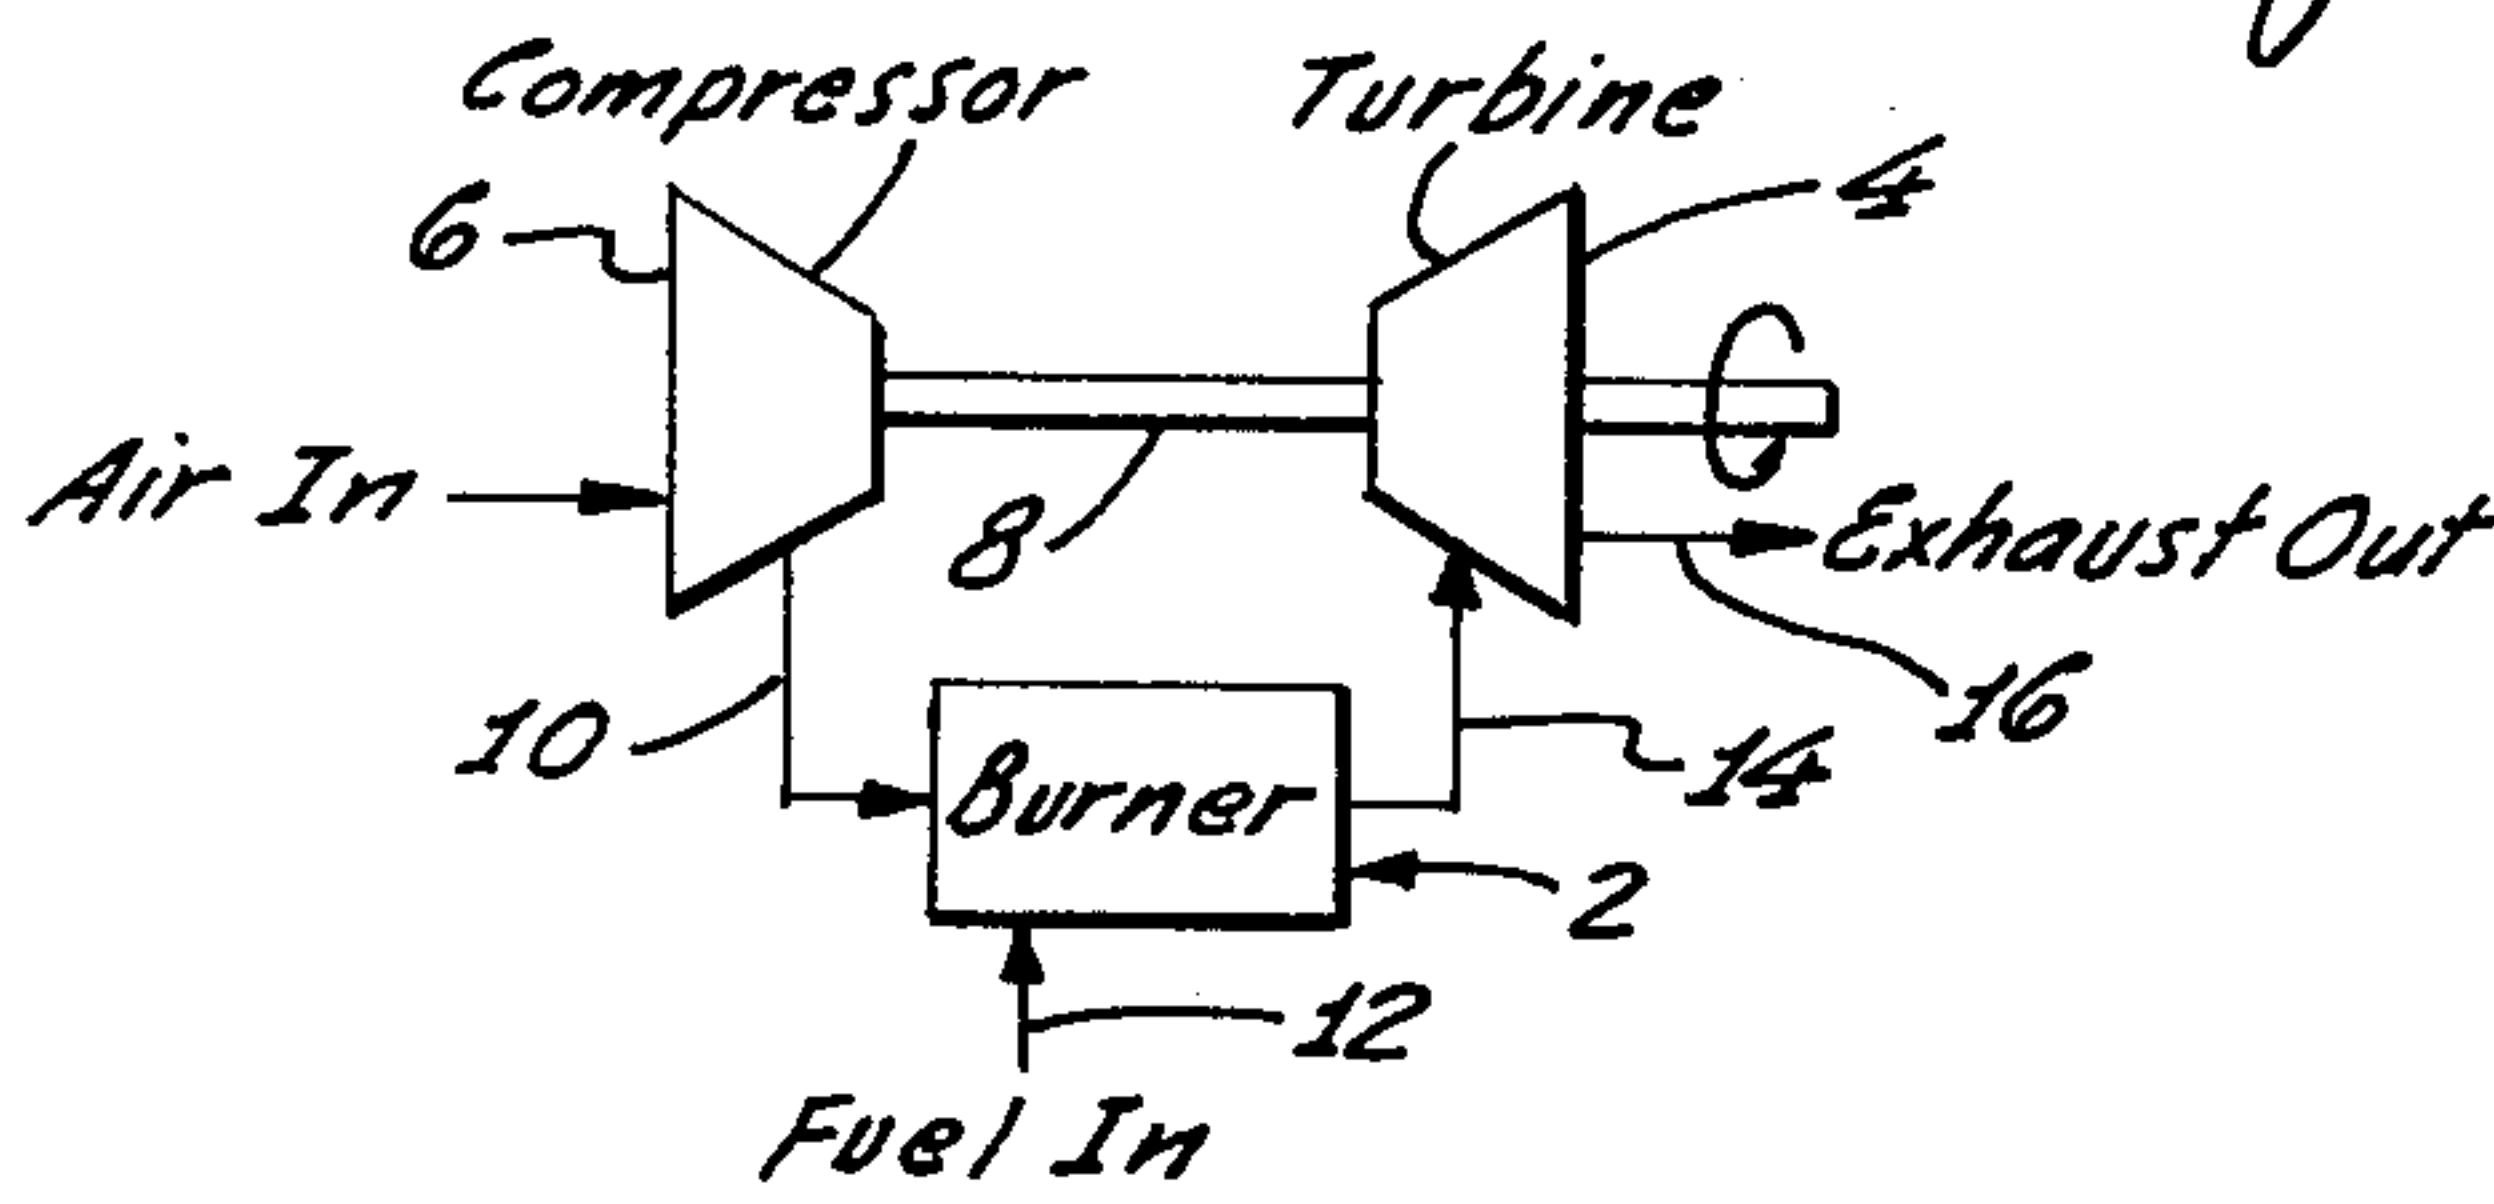 Compressor Turbine
6 4
Air In
8 Exhaust Out
10 16
Burner 14
2
12
Fuel In